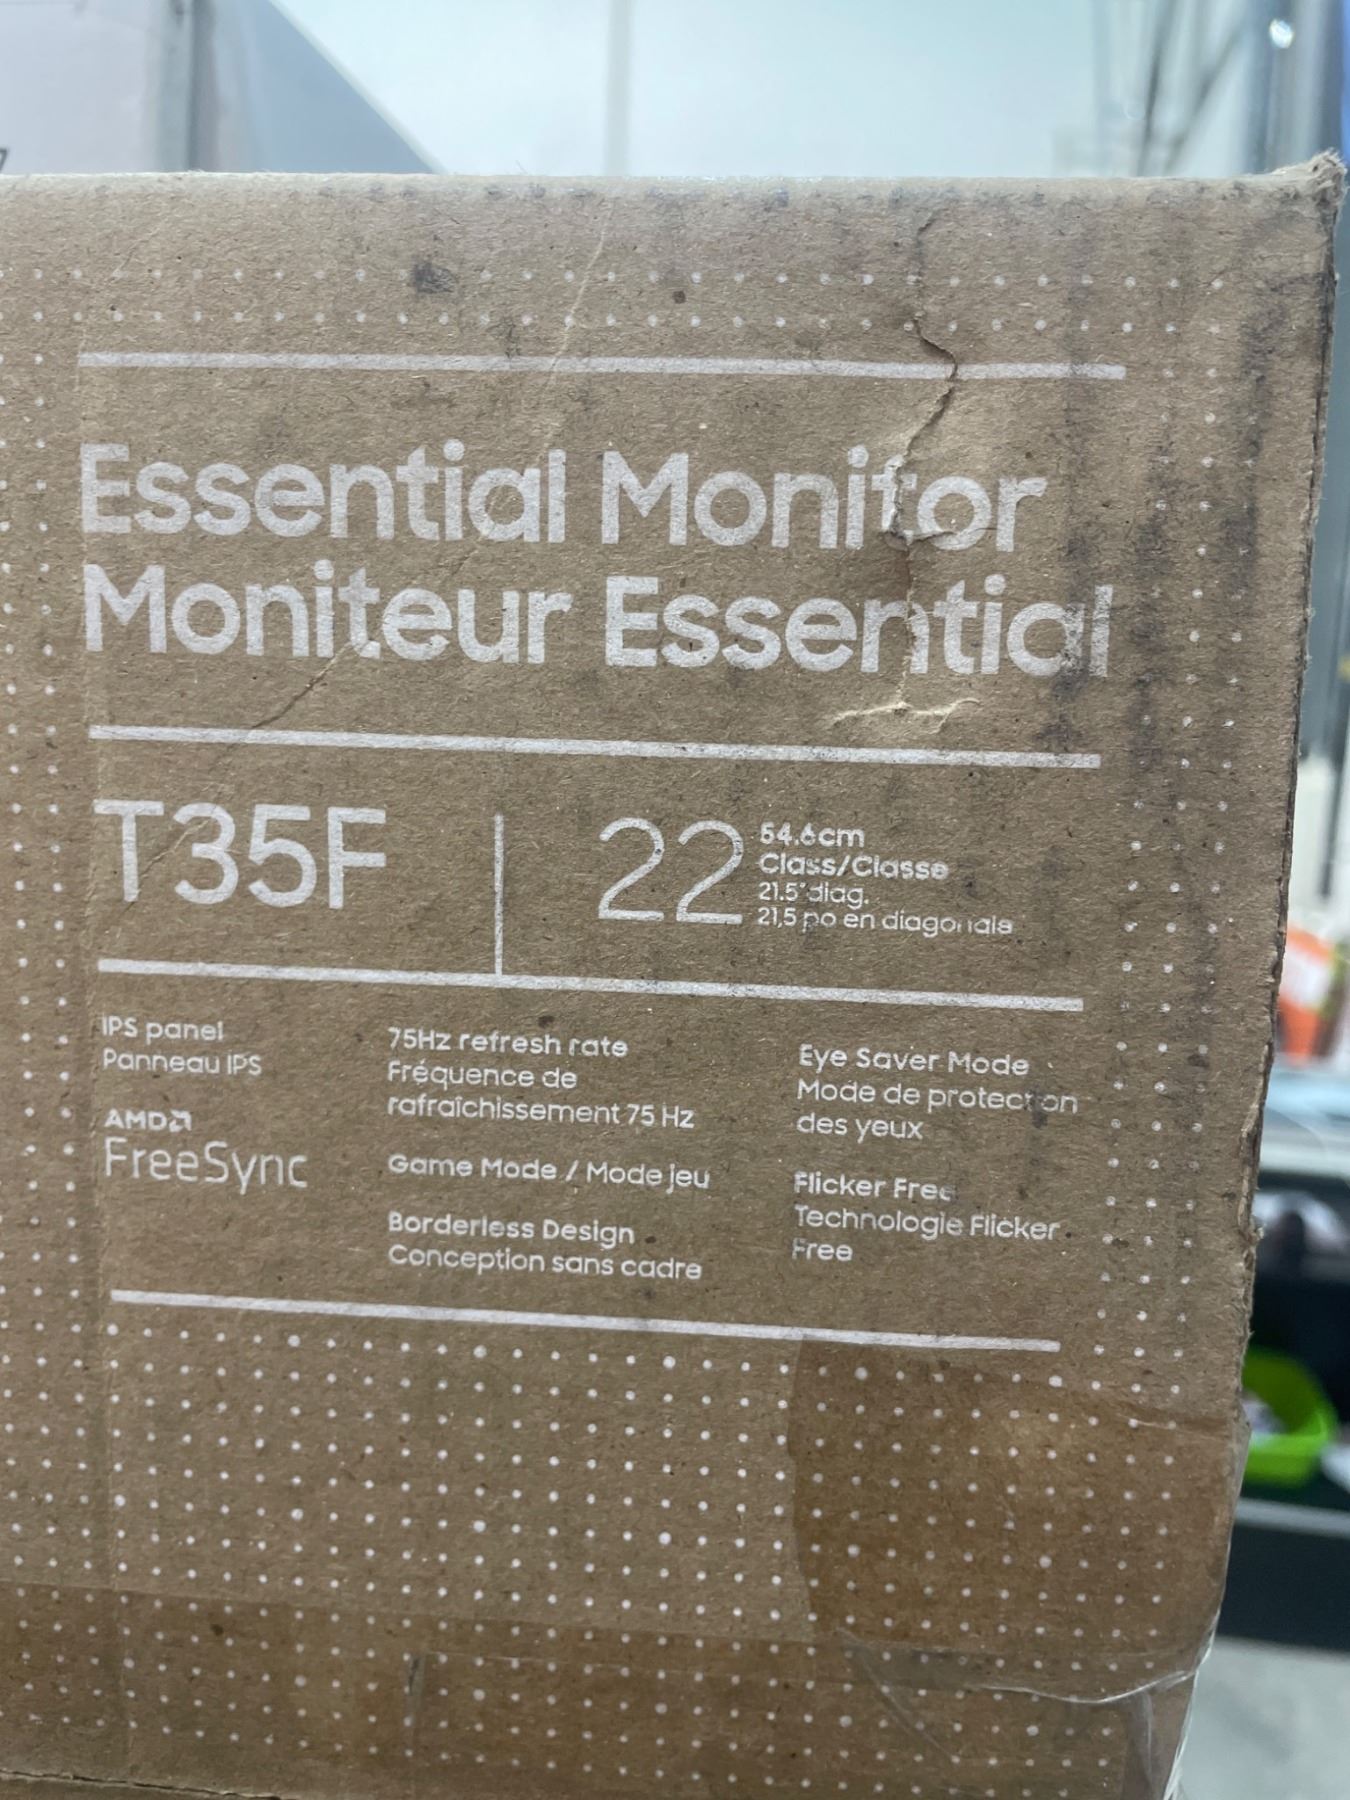 Essential Monitor
Moniteur Essential
T35F
22
54.6cm
Class/Classe
21.5" diag.
21,5 po en diagonale
IPS panel
Panneau IPS
AMD
FreeSync
75Hz refresh rate
Fréquence de
rafraîchissement 75 Hz
Game Mode / Mode jeu
Borderless Design
Conception sans cadre
Eye Saver Mode
Mode de protection
des yeux
Flicker Free
Technologie Flicker
Free